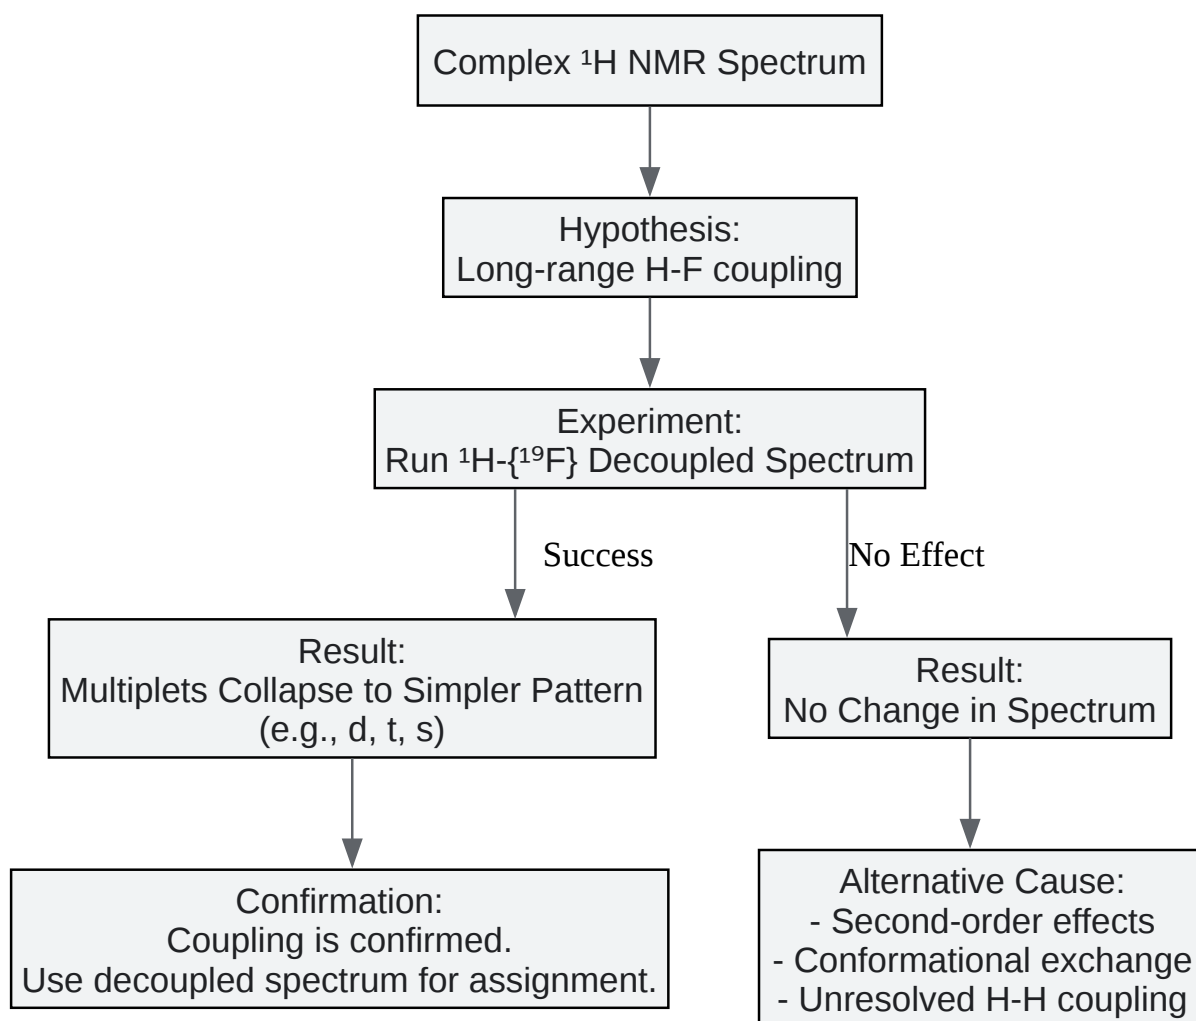 Complex ¹H NMR Spectrum
Hypothesis:
Long-range H-F coupling
Experiment:
Run ¹H-{¹⁹F} Decoupled Spectrum
Success
No Effect
Result:
Multiplets Collapse to Simpler Pattern
(e.g., d, t, s)
Result:
No Change in Spectrum
Confirmation:
Coupling is confirmed.
Use decoupled spectrum for assignment.
Alternative Cause:
- Second-order effects
- Conformational exchange
- Unresolved H-H coupling